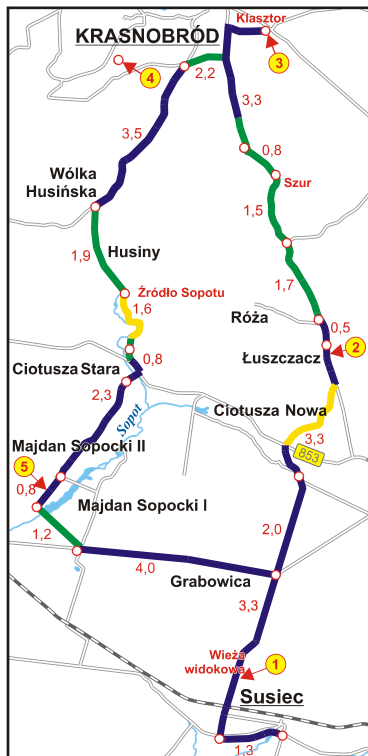 Klasztor
KRASNOBRÓD
3
4
2,2
3,3
3,5
0,8
Wólka
Husińska
Szur
1,5
1,9
Husiny
1,7
Źródło Sopotu
1,6
Róża
0,5
2
Łuszczacz
0,8
Ciotusza Stara
2,3
Sopot
Ciotusza Nowa
3,3
853
Majdan Sopocki II
5
0,8
Majdan Sopocki I
1,2
2,0
4,0
Grabowica
3,3
Wieża
widokowa
1
Susiec
1,3